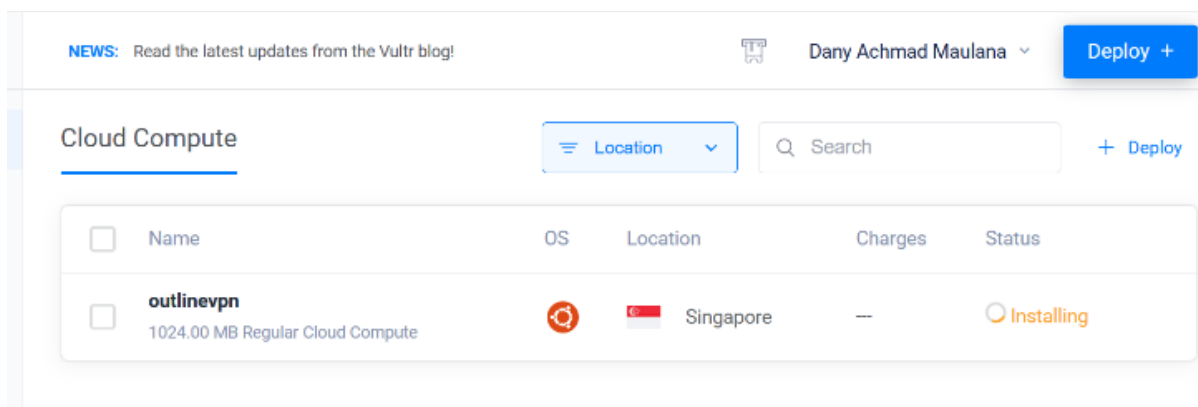 NEWS: Read the latest updates from the Vultr blog! Dany Achmad Maulana Deploy +
Cloud Compute Location Search + Deploy
Name OS Location Charges Status
outlinevpn
1024.00 MB Regular Cloud Compute Singapore --- Installing